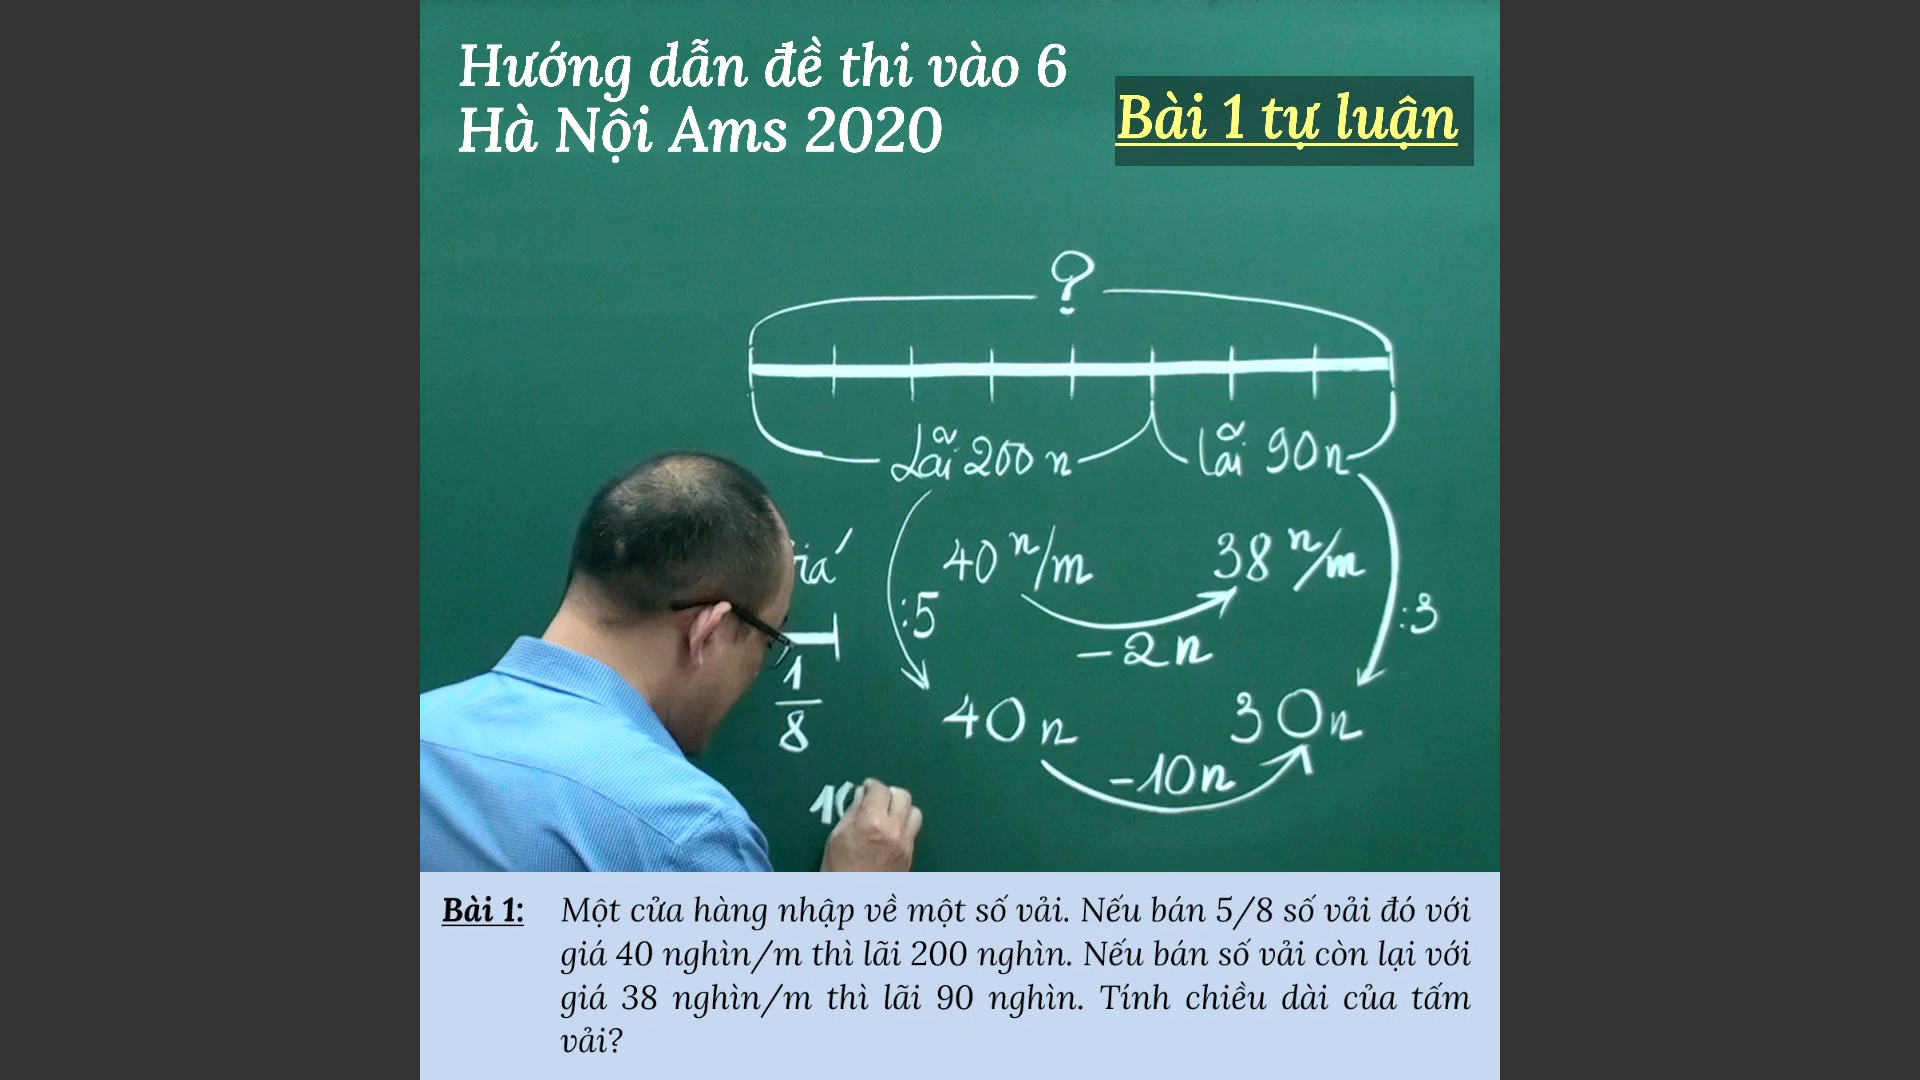 Hướng dẫn đề thi vào 6
Hà Nội Ams 2020
Bài 1 tự luận
?
Lãi 200 n
lãi 90n
40 n/m
38 n/m
:5
:3
– 2 n
1/8
40 n
30n
–10n
Bài 1: Một cửa hàng nhập về một số vải. Nếu bán 5/8 số vải đó với
giá 40 nghìn/m thì lãi 200 nghìn. Nếu bán số vải còn lại với
giá 38 nghìn/m thì lãi 90 nghìn. Tính chiều dài của tấm
vải?